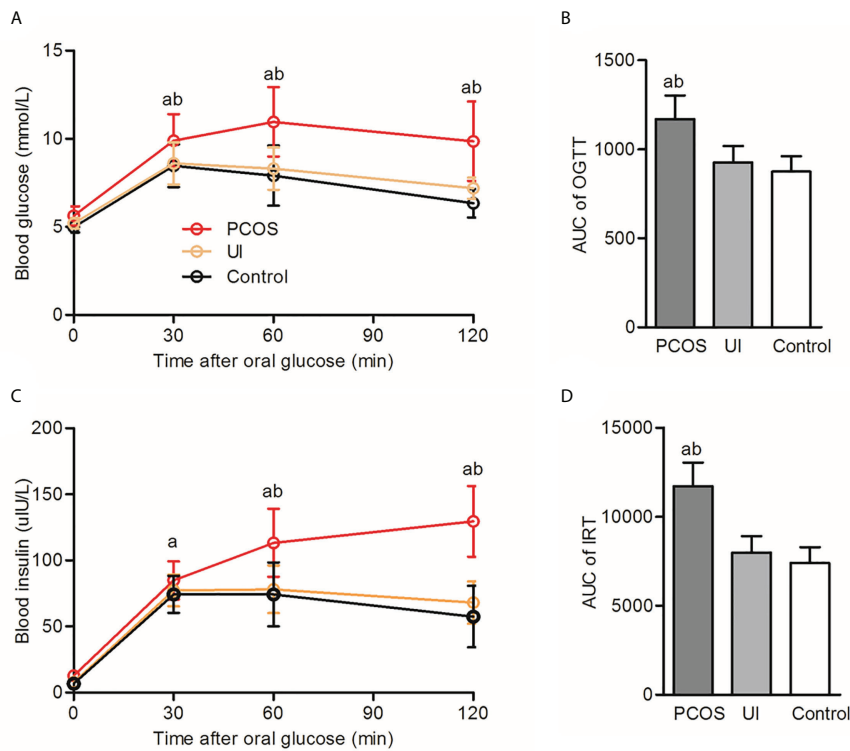 A
15
10
5
0
Blood glucose (mmol/L)
ab
ab
ab
PCOS
UI
Control
0 30 60 90 120
Time after oral glucose (min)
B
1500
1000
500
0
AUC of OGTT
ab
PCOS UI Control
C
200
150
100
50
0
Blood insulin (uIU/L)
a
ab
ab
0 30 60 90 120
Time after oral glucose (min)
D
15000
10000
5000
0
AUC of IRT
ab
PCOS UI Control